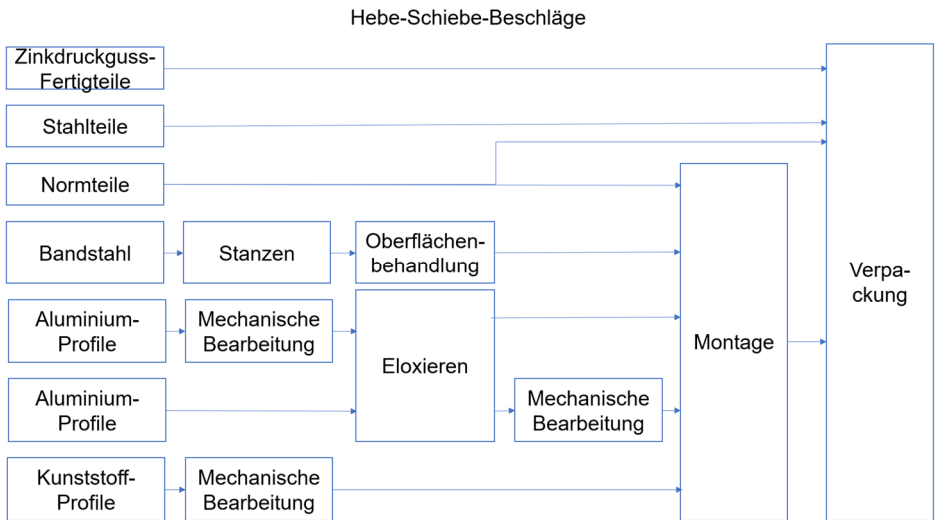 Hebe-Schiebe-Beschläge
Zinkdruckguss-
Fertigteile
Stahlteile
Normteile
Bandstahl
Stanzen
Oberflächen-
behandlung
Aluminium-
Profile
Mechanische
Bearbeitung
Eloxieren
Aluminium-
Profile
Mechanische
Bearbeitung
Kunststoff-
Profile
Mechanische
Bearbeitung
Montage
Verpa-
ckung